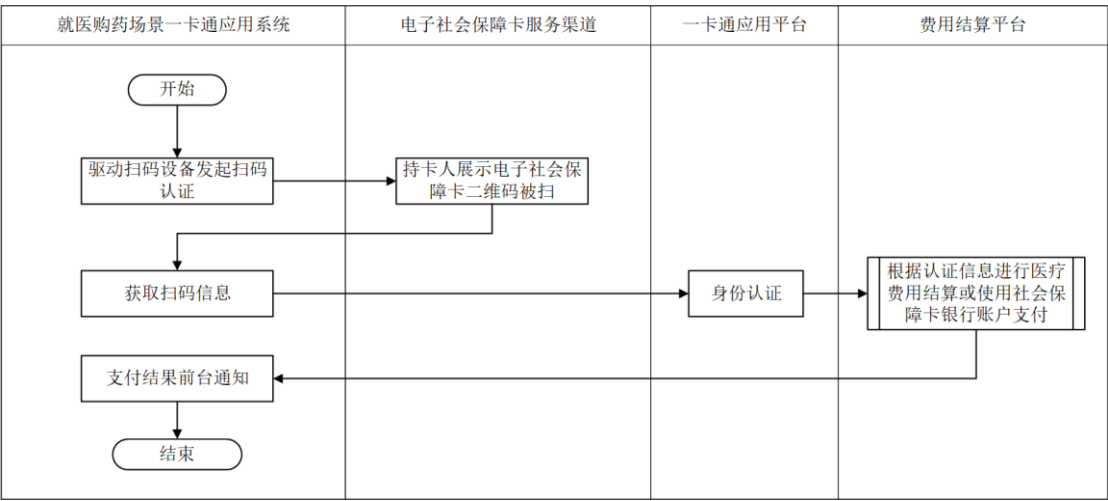 就医购药场景一卡通应用系统
电子社会保障卡服务渠道
一卡通应用平台
费用结算平台
开始
驱动扫码设备发起扫码
认证
持卡人展示电子社会保
障卡二维码被扫
获取扫码信息
身份认证
根据认证信息进行医疗
费用结算或使用社会保
障卡银行账户支付
支付结果前台通知
结束